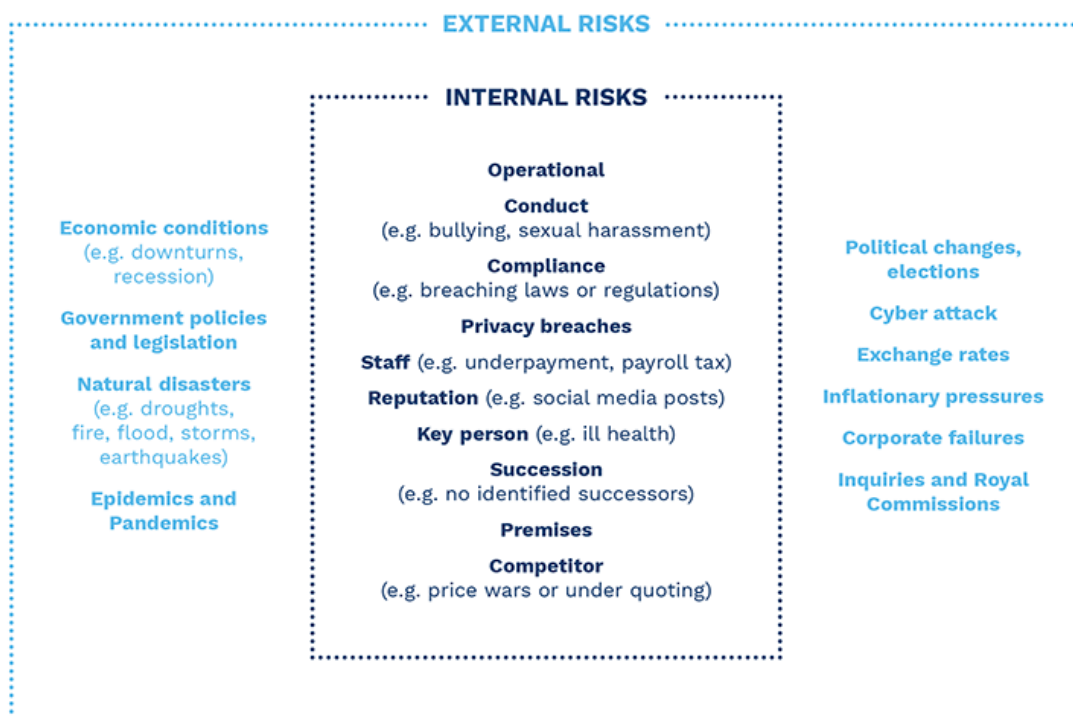 EXTERNAL RISKS
INTERNAL RISKS
Economic conditions
(e.g. downturns,
recession)
Government policies
and legislation
Natural disasters
(e.g. droughts,
fire, flood, storms,
earthquakes)
Epidemics and
Pandemics
Operational
Conduct
(e.g. bullying, sexual harassment)
Compliance
(e.g. breaching laws or regulations)
Privacy breaches
Staff (e.g. underpayment, payroll tax)
Reputation (e.g. social media posts)
Key person (e.g. ill health)
Succession
(e.g. no identified successors)
Premises
Competitor
(e.g. price wars or under quoting)
Political changes,
elections
Cyber attack
Exchange rates
Inflationary pressures
Corporate failures
Inquiries and Royal
Commissions